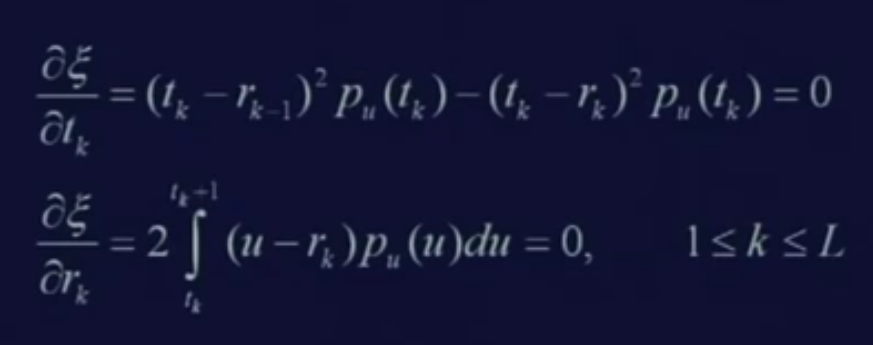 ∂ξ/∂t_k = (t_k − r_{k−1})² p_u(t_k) − (t_k − r_k)² p_u(t_k) = 0
∂ξ/∂r_k = 2 ∫_{t_k}^{t_k+1} (u − r_k) p_u(u)du = 0, 1 ≤ k ≤ L